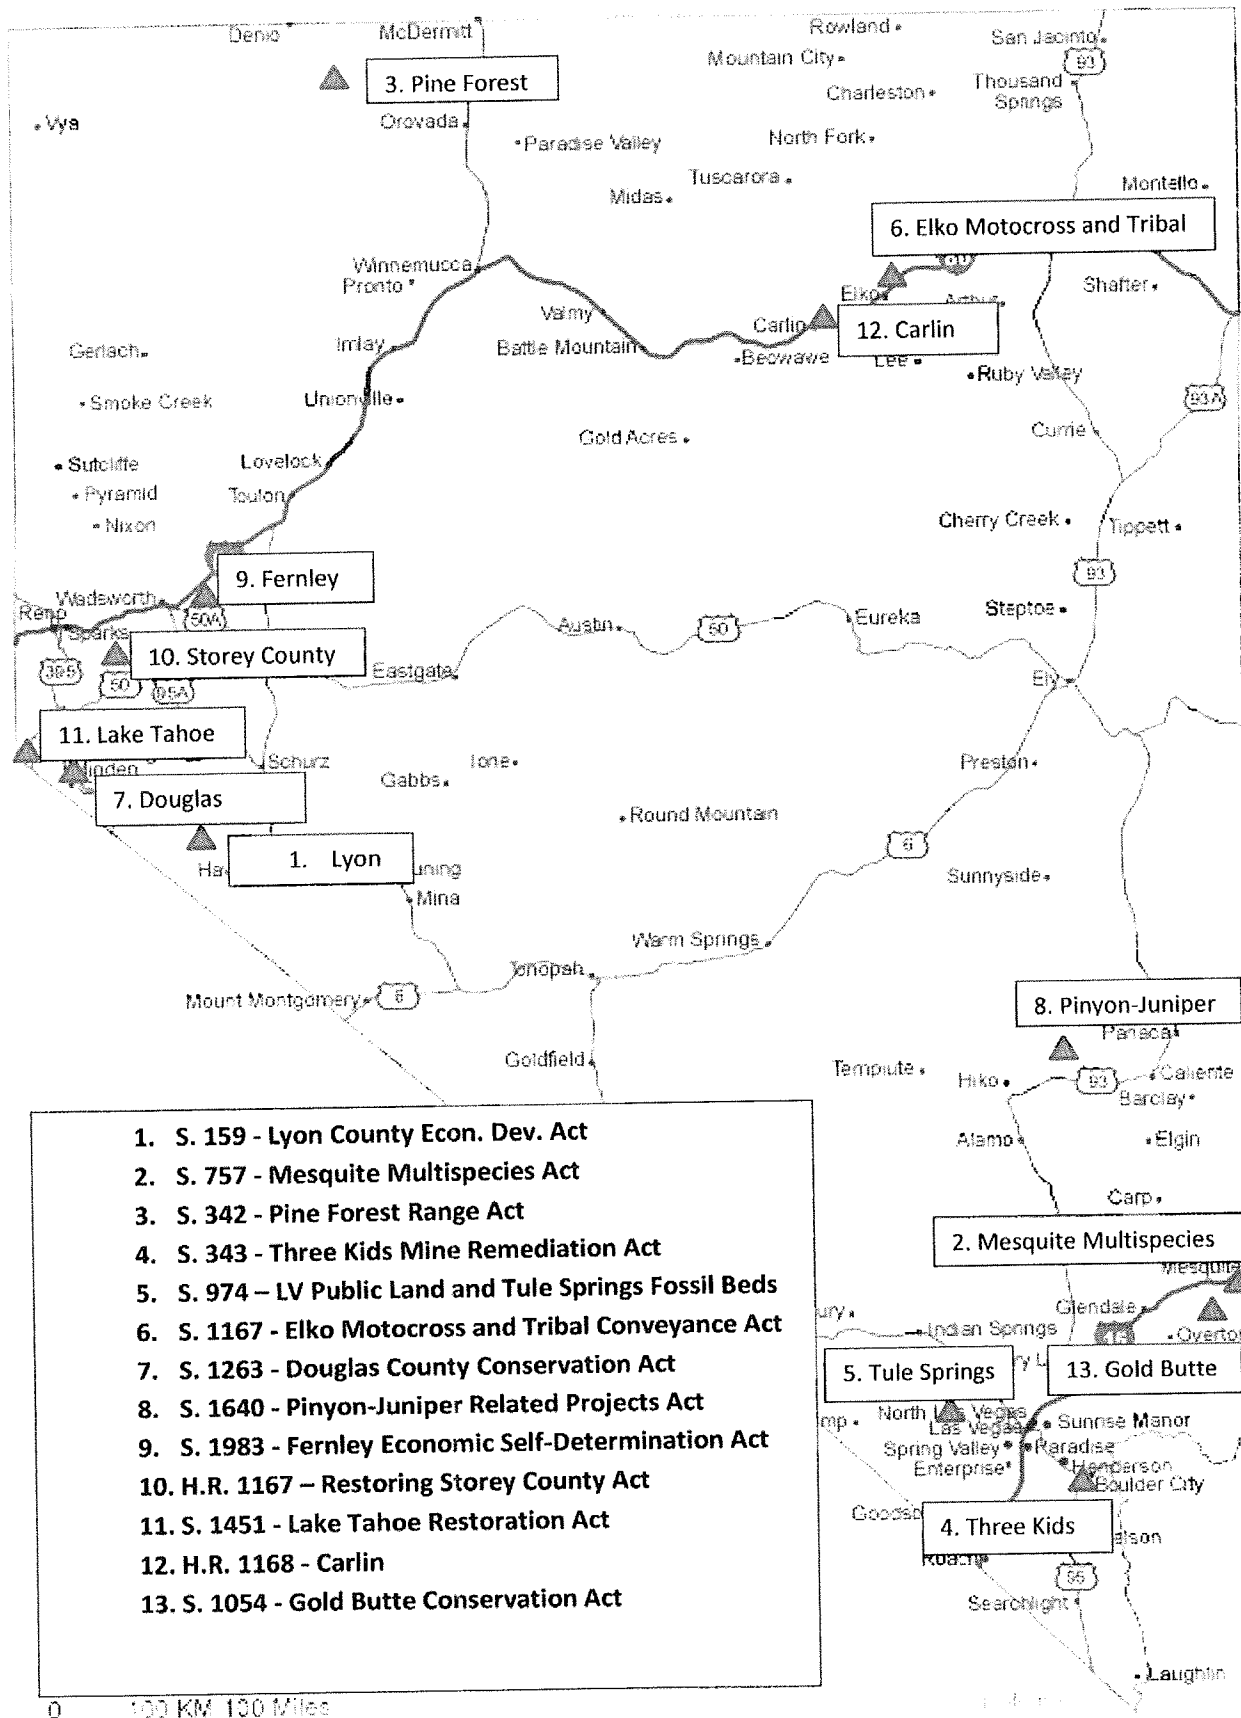 Denio
McDermitt
Rowland
San Jacinto
93
Mountain City
Thousand
Springs
3. Pine Forest
Charleston
Vya
Orovada
Paradise Valley
North Fork
Tuscarora
Montello
Midas
6. Elko Motocross and Tribal
Winnemucca
Pronto
80
Shafter
Elko
Valmy
Carlin
12. Carlin
Imlay
Battle Mountain
Beowawe
Lee
Gerlach
Ruby Valley
Smoke Creek
Unionville
93A
Gold Acres
Currie
Sutcliffe
Lovelock
Pyramid
Toulon
Nixon
Cherry Creek
Tippett
9. Fernley
93
Wadsworth
Reno
50A
Steptoe
Sparks
Austin
50
Eureka
10. Storey County
395
50
95A
Eastgate
Ely
11. Lake Tahoe
Schurz
Ione
Preston
Gabbs
7. Douglas
Round Mountain
6
1. Lyon
Sunnyside
Mina
Warm Springs
Tonopah
Mount Montgomery
6
8. Pinyon-Juniper
Panaca
Goldfield
Tempiute
Hiko
93
Caliente
Barclay
1. S. 159 - Lyon County Econ. Dev. Act
Alamo
Elgin
2. S. 757 - Mesquite Multispecies Act
3. S. 342 - Pine Forest Range Act
Carp
4. S. 343 - Three Kids Mine Remediation Act
2. Mesquite Multispecies
Mesquite
5. S. 974 – LV Public Land and Tule Springs Fossil Beds
Glendale
6. S. 1167 - Elko Motocross and Tribal Conveyance Act
Indian Springs
15
Overto
7. S. 1263 - Douglas County Conservation Act
5. Tule Springs
13. Gold Butte
8. S. 1640 - Pinyon-Juniper Related Projects Act
North Las Vegas
Las Vegas
Sunrise Manor
9. S. 1983 - Fernley Economic Self-Determination Act
Spring Valley
Paradise
Enterprise
Henderson
10. H.R. 1167 – Restoring Storey County Act
Boulder City
11. S. 1451 - Lake Tahoe Restoration Act
4. Three Kids
12. H.R. 1168 - Carlin
Roach
95
13. S. 1054 - Gold Butte Conservation Act
Searchlight
Laughlin
0 100 KM 100 Miles